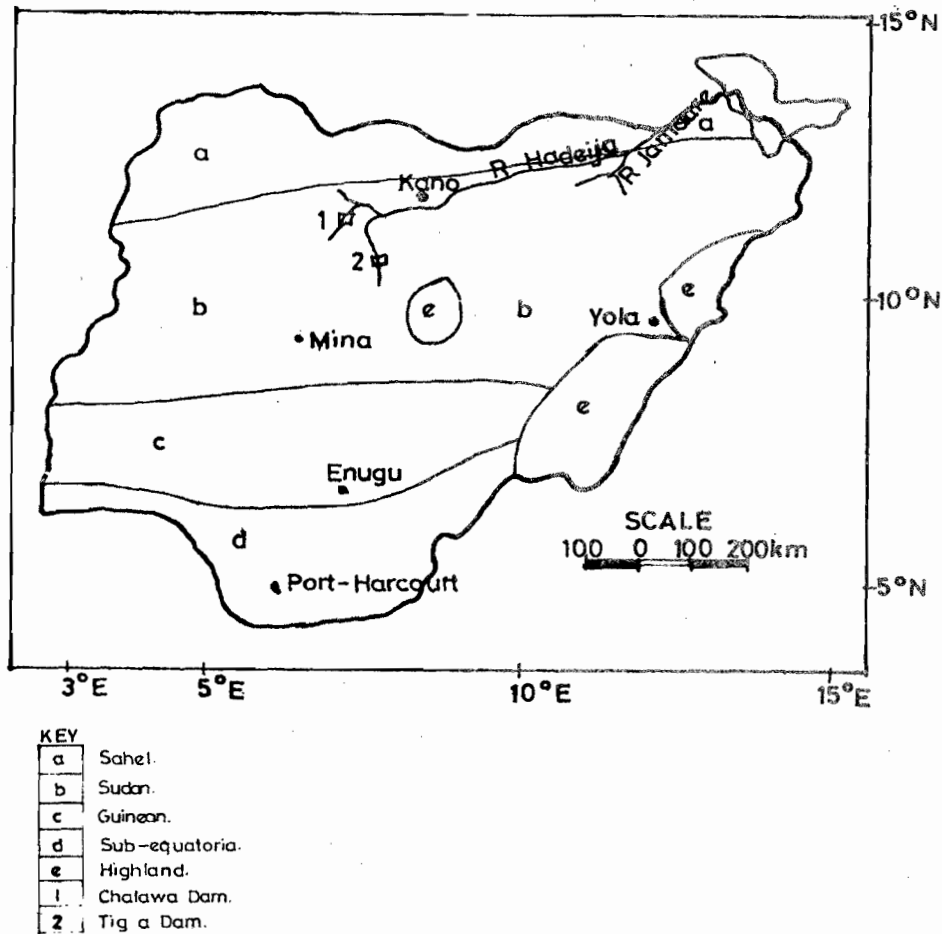 15°N
a
a
R Hadeija
R Jamaare
Kano
1
2
b
e
b
e
10°N
Yola
Mina
e
c
Enugu
d
SCALE
100 0 100 200km
Port-Harcourt
5°N
3°E 5°E 10°E 15°E
KEY
a Sahel.
b Sudan.
c Guinean.
d Sub-equatoria.
e Highland.
1 Chalawa Dam.
2 Tig a Dam.